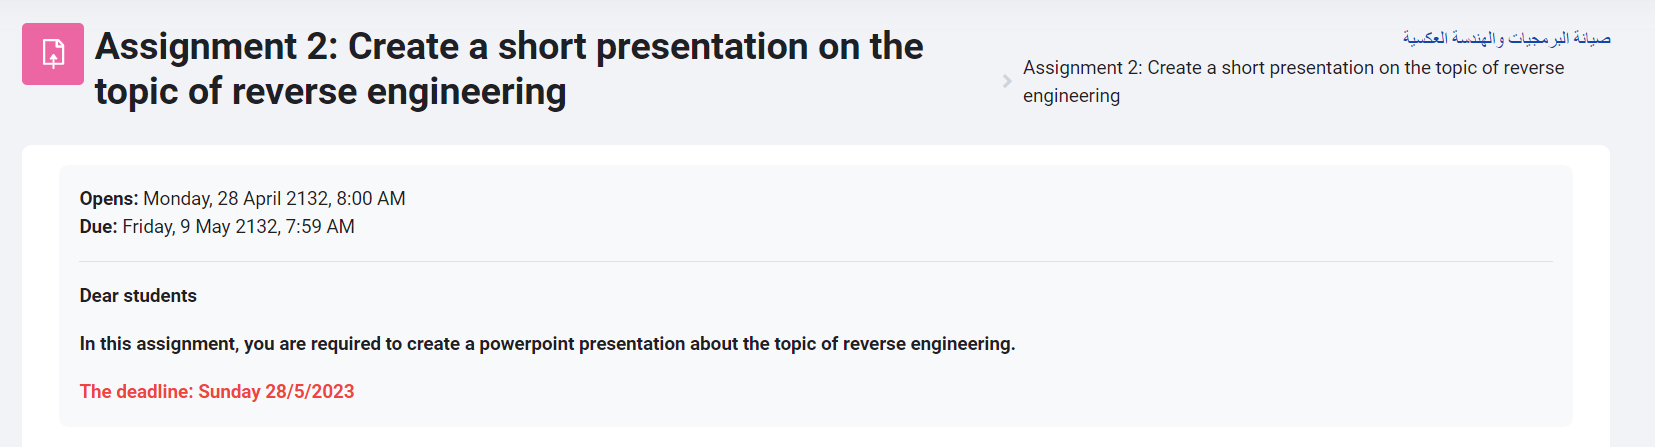 Assignment 2: Create a short presentation on the
topic of reverse engineering
صيانة البرمجيات والهندسة العكسية
Assignment 2: Create a short presentation on the topic of reverse
engineering
Opens: Monday, 28 April 2132, 8:00 AM
Due: Friday, 9 May 2132, 7:59 AM
Dear students
In this assignment, you are required to create a powerpoint presentation about the topic of reverse engineering.
The deadline: Sunday 28/5/2023